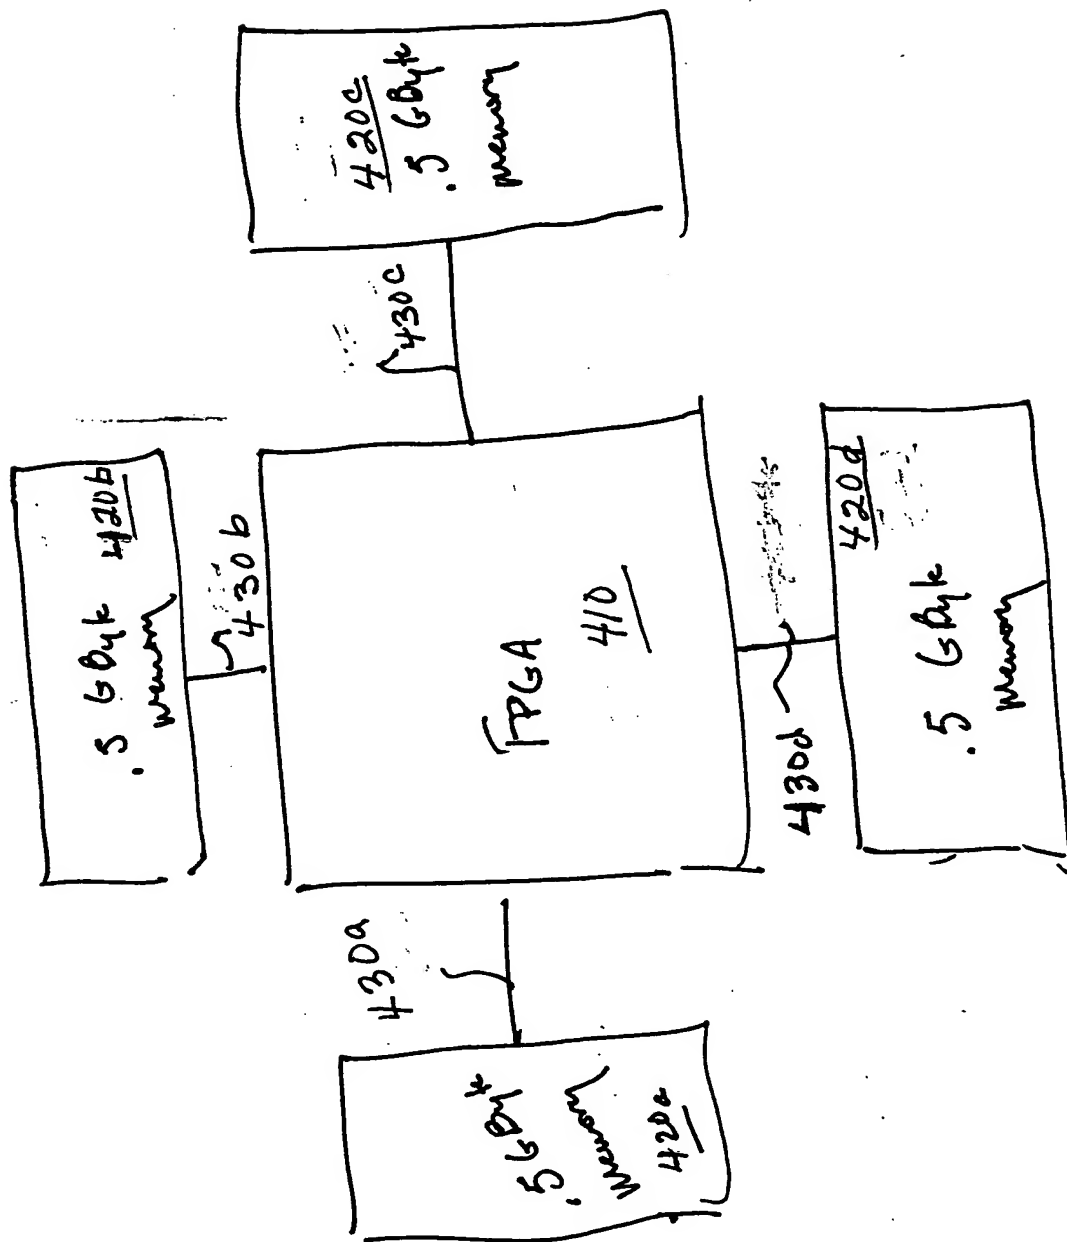 420c
.5 GByte
memory
430c
.5 GByte 420b
memory
430b
FPGA
410
420d
.5 GByte
memory
430d
430a
.5 GByte
memory
420a